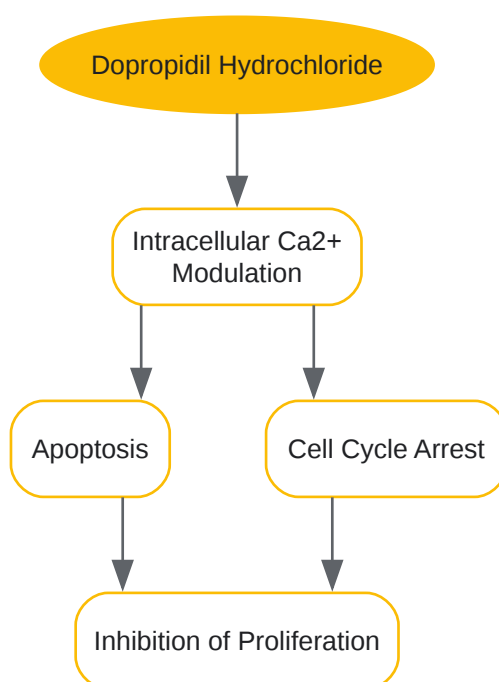 Dopropidil Hydrochloride
Intracellular Ca2+
Modulation
Apoptosis
Cell Cycle Arrest
Inhibition of Proliferation